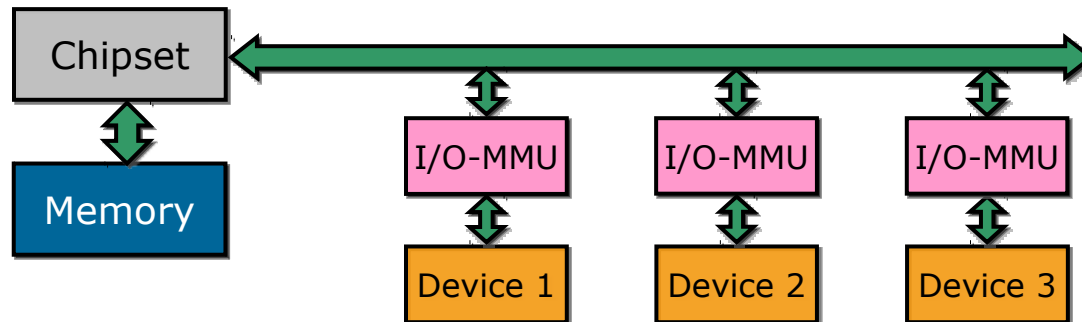 Chipset
Memory
I/O-MMU
I/O-MMU
I/O-MMU
Device 1
Device 2
Device 3